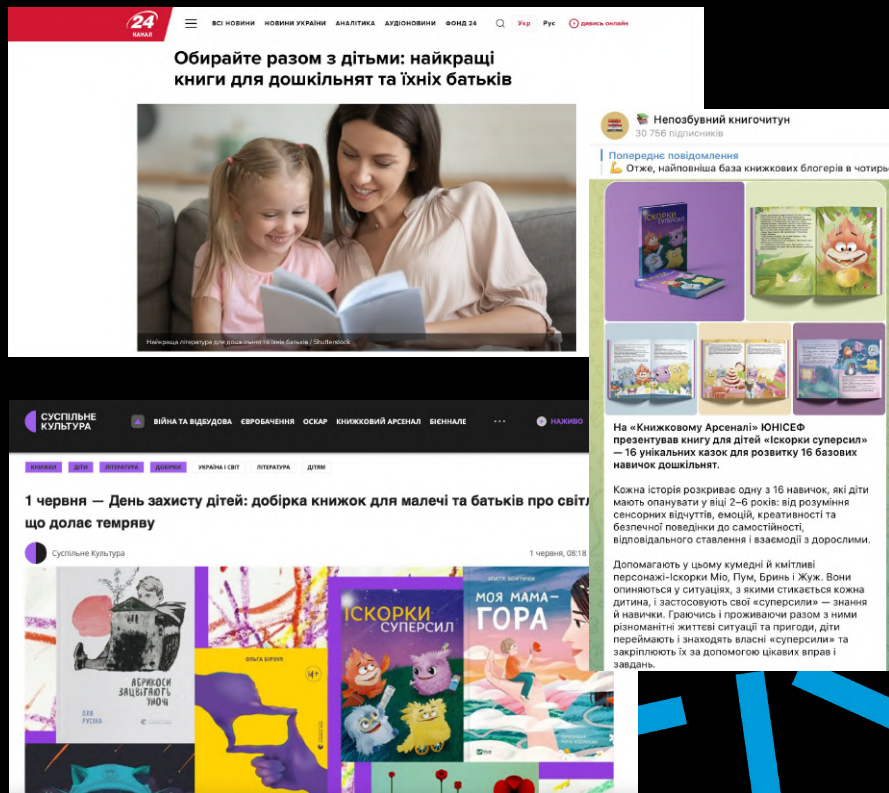 24
КАНАЛ
ВСІ НОВИНИ НОВИНИ УКРАЇНИ АНАЛІТИКА АУДІОНОВИНИ ФОНД 24 Укр Рус дивись онлайн
Обирайте разом з дітьми: найкращі
книги для дошкільнят та їхніх батьків
Найкраща література для дошкільнят та їхніх батьків / Shutterstock
Непозбувний книгочитун
30 756 підписників
Попереднє повідомлення
Отже, найповніша база книжкових блогерів в чотирь
ІСКОРКИ
СУПЕРСИЛ
На «Книжковому Арсеналі» ЮНІСЕФ
презентував книгу для дітей «Іскорки суперсил»
— 16 унікальних казок для розвитку 16 базових
навичок дошкільнят.
Кожна історія розкриває одну з 16 навичок, які діти
мають опанувати у віці 2–6 років: від розуміння
сенсорних відчуттів, емоцій, креативності та
безпечної поведінки до самостійності,
відповідального ставлення і взаємодії з дорослими.
Допомагають у цьому кумедні й кмітливі
персонажі-Іскорки Міо, Пум, Бринь і Жуж. Вони
опиняються у ситуаціях, з якими стикається кожна
дитина, і застосовують свої «суперсили» — знання
й навички. Граючись і проживаючи разом з ними
різноманітні життєві ситуації та пригоди, діти
переймають і знаходять власні «суперсили» та
закріплюють їх за допомогою цікавих вправ і
завдань.
СУСПІЛЬНЕ
КУЛЬТУРА
ВІЙНА ТА ВІДБУДОВА ЄВРОБАЧЕННЯ ОСКАР КНИЖКОВИЙ АРСЕНАЛ БІЄННАЛЕ ... НАЖИВО
КНИЖКИ ДІТИ ЛІТЕРАТУРА ДОБІРКИ УКРАЇНА І СВІТ ЛІТЕРАТУРА ДІТЯМ
1 червня — День захисту дітей: добірка книжок для малечі та батьків про світл
що долає темряву
Суспільне Культура
1 червня, 08:18
АБРИКОСИ
ЗАЦВІТАЮТЬ
УНОЧІ
ОЛЯ
РУСІНА
ОЛЬГА БІРЗУЛ
14+
ІСКОРКИ
СУПЕРСИЛ
МОЯ МАМА—
ГОРА